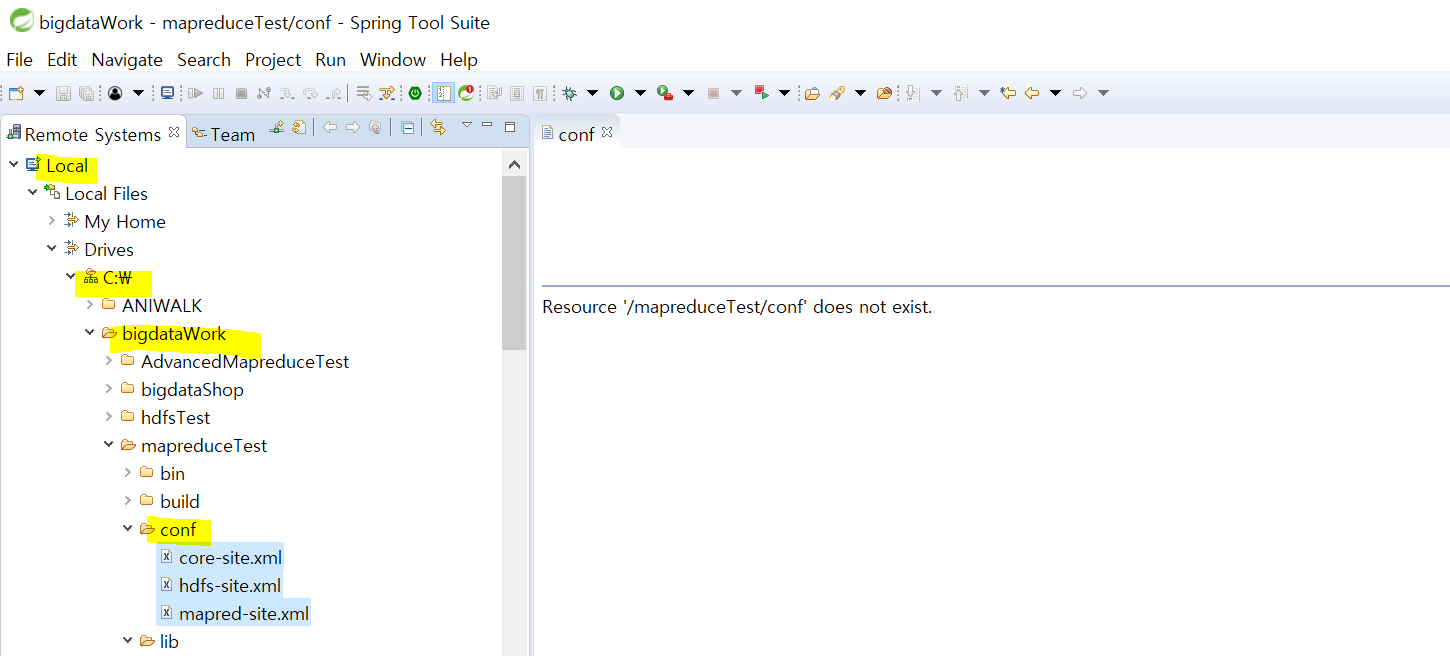 bigdataWork - mapreduceTest/conf - Spring Tool Suite
File Edit Navigate Search Project Run Window Help
Remote Systems Team conf
Local
Local Files
My Home
Drives
C:₩
ANIWALK
bigdataWork
Resource '/mapreduceTest/conf' does not exist.
AdvancedMapreduceTest
bigdataShop
hdfsTest
mapreduceTest
bin
build
conf
core-site.xml
hdfs-site.xml
mapred-site.xml
lib